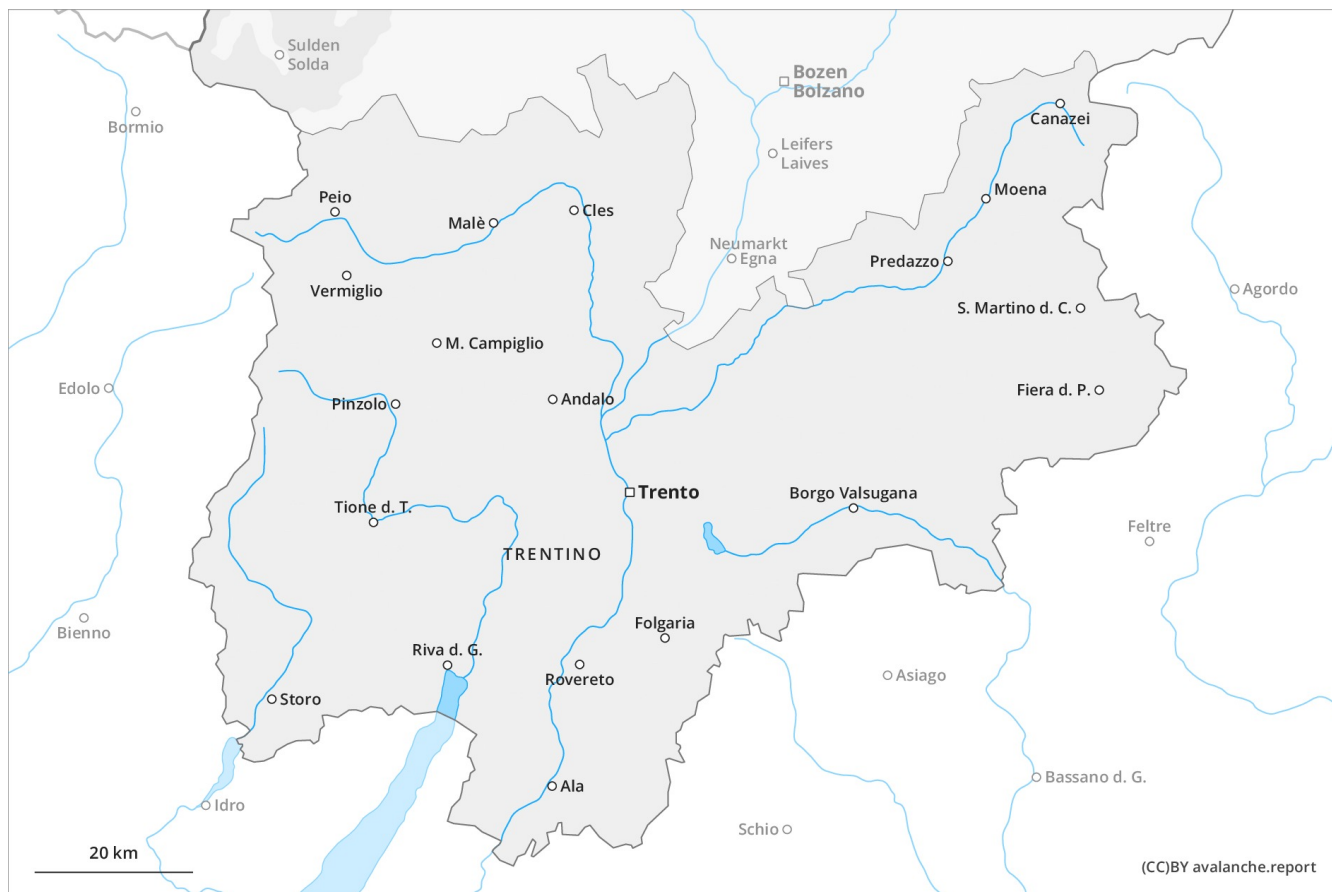 Sulden
Solda
Bozen
Bolzano
Bormio
Canazei
Leifers
Laives
Peio
Malè
Cles
Moena
Neumarkt
Egna
Predazzo
Vermiglio
Agordo
S. Martino d. C.
M. Campiglio
Edolo
Pinzolo
Andalo
Fiera d. P.
Trento
Borgo Valsugana
Tione d. T.
Feltre
TRENTINO
Bienno
Folgaria
Riva d. G.
Rovereto
Asiago
Storo
Bassano d. G.
Ala
Idro
Schio
20 km
(CC)BY avalanche.report